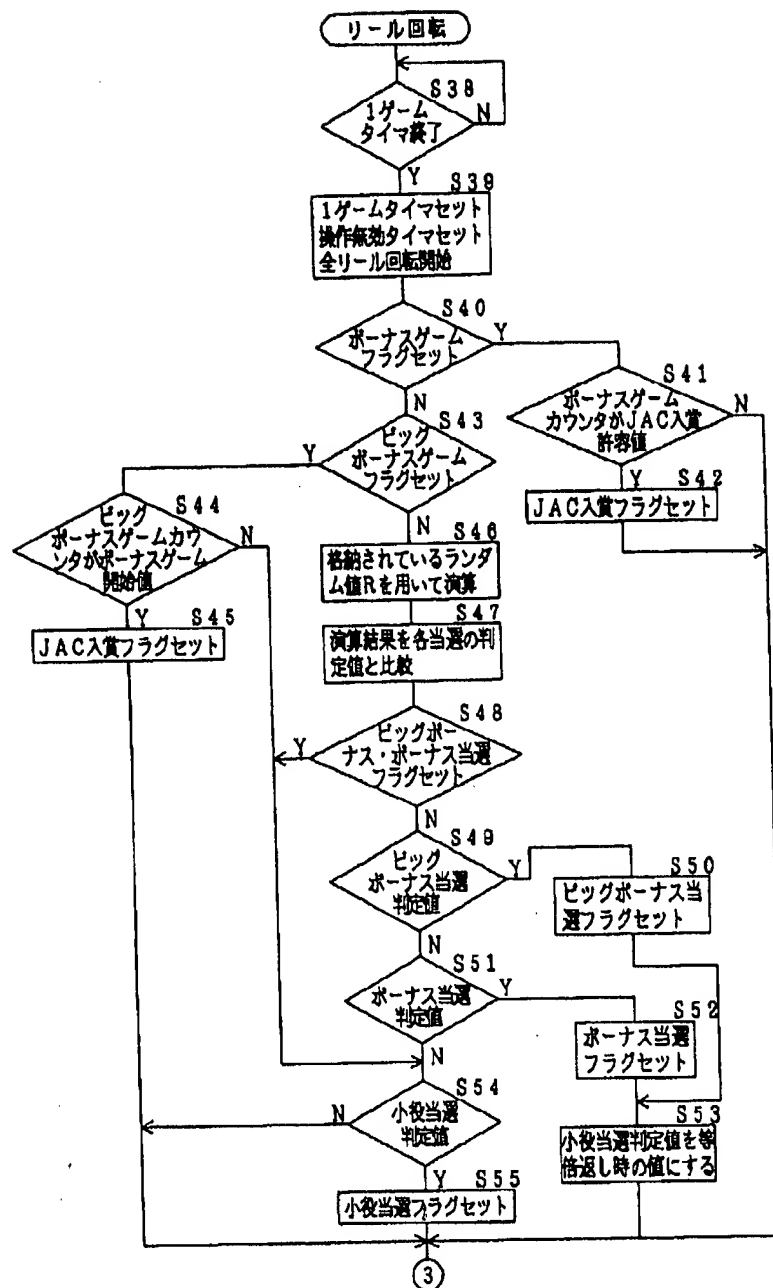 リール回転
S38
1ゲーム
タイマ終了
N
Y
S39
1ゲームタイマセット
操作無効タイマセット
全リール回転開始
S40
ボーナスゲーム
フラグセット
Y
N
S41
ボーナスゲーム
カウンタがJAC入賞
許容値
N
Y
S42
JAC入賞フラグセット
S43
ビッグ
ボーナスゲーム
フラグセット
Y
N
S44
ビッグ
ボーナスゲームカウ
ンタがボーナスゲーム
開始値
N
Y
S45
JAC入賞フラグセット
S46
格納されているランダ
ム値Rを用いて演算
S47
演算結果を各当選の判
定値と比較
S48
ビッグボー
ナス・ボーナス当選
フラグセット
Y
N
S49
ビッグ
ボーナス当選
判定値
Y
N
S50
ビッグボーナス当
選フラグセット
S51
ボーナス当選
判定値
Y
N
S52
ボーナス当選
フラグセット
S53
小役当選判定値を等
倍返し時の値にする
S54
小役当選
判定値
N
Y
S55
小役当選フラグセット
3